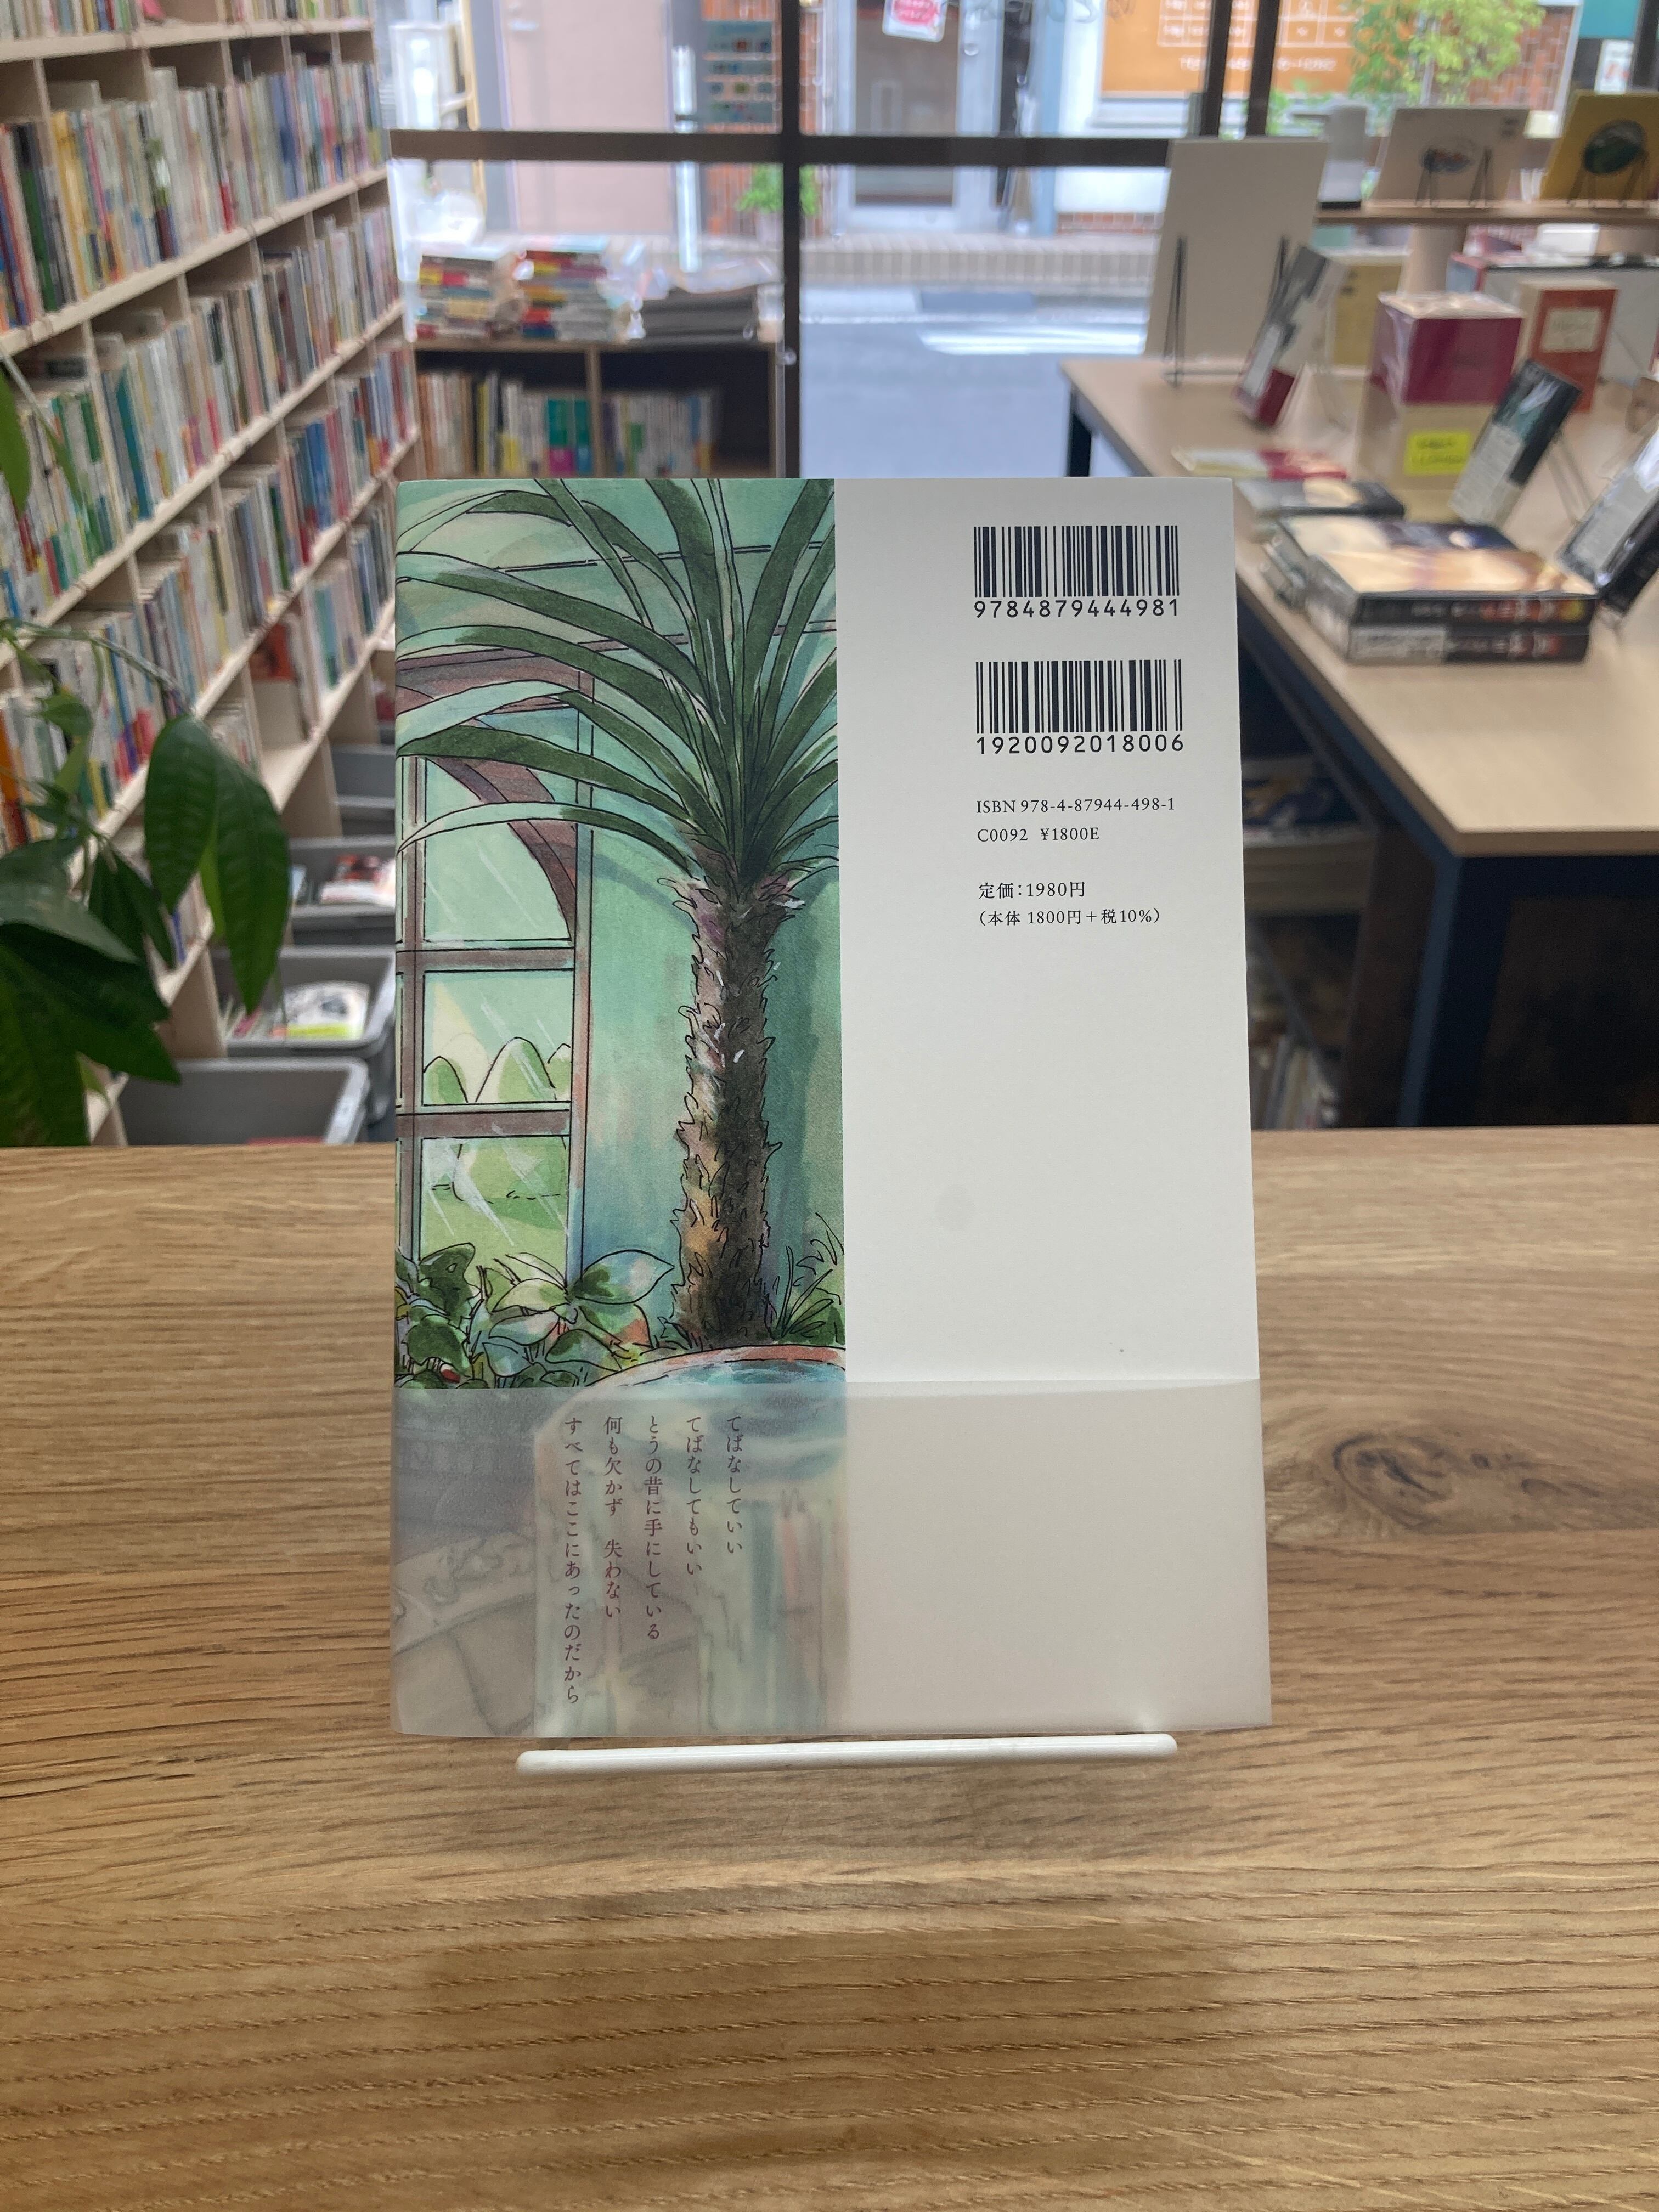 9784879444981
1920092018006
ISBN 978-4-87944-498-1
C0092 ¥1800E
定価：1980円
（本体 1800円＋税10%）
てばなしていい
てばなしてもいい
とうの昔に手にしている
何も欠かず　失わない
すべてはここにあったのだから